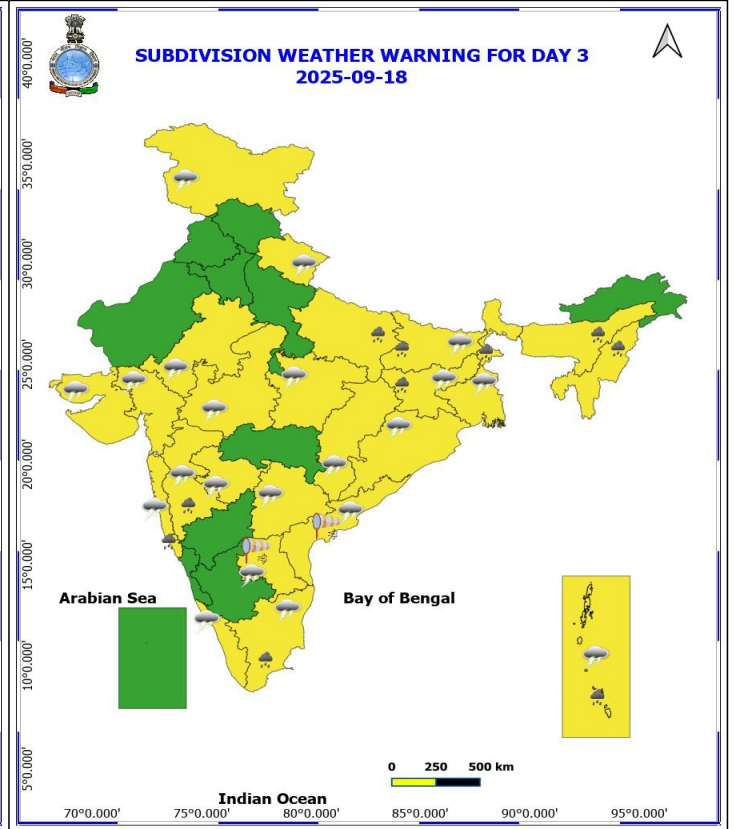 SUBDIVISION WEATHER WARNING FOR DAY 3
2025-09-18
40°0.000'
35°0.000'
30°0.000'
25°0.000'
20°0.000'
15°0.000'
10°0.000'
5°0.000'
Arabian Sea
Bay of Bengal
0 250 500 km
Indian Ocean
70°0.000' 75°0.000' 80°0.000' 85°0.000' 90°0.000' 95°0.000'